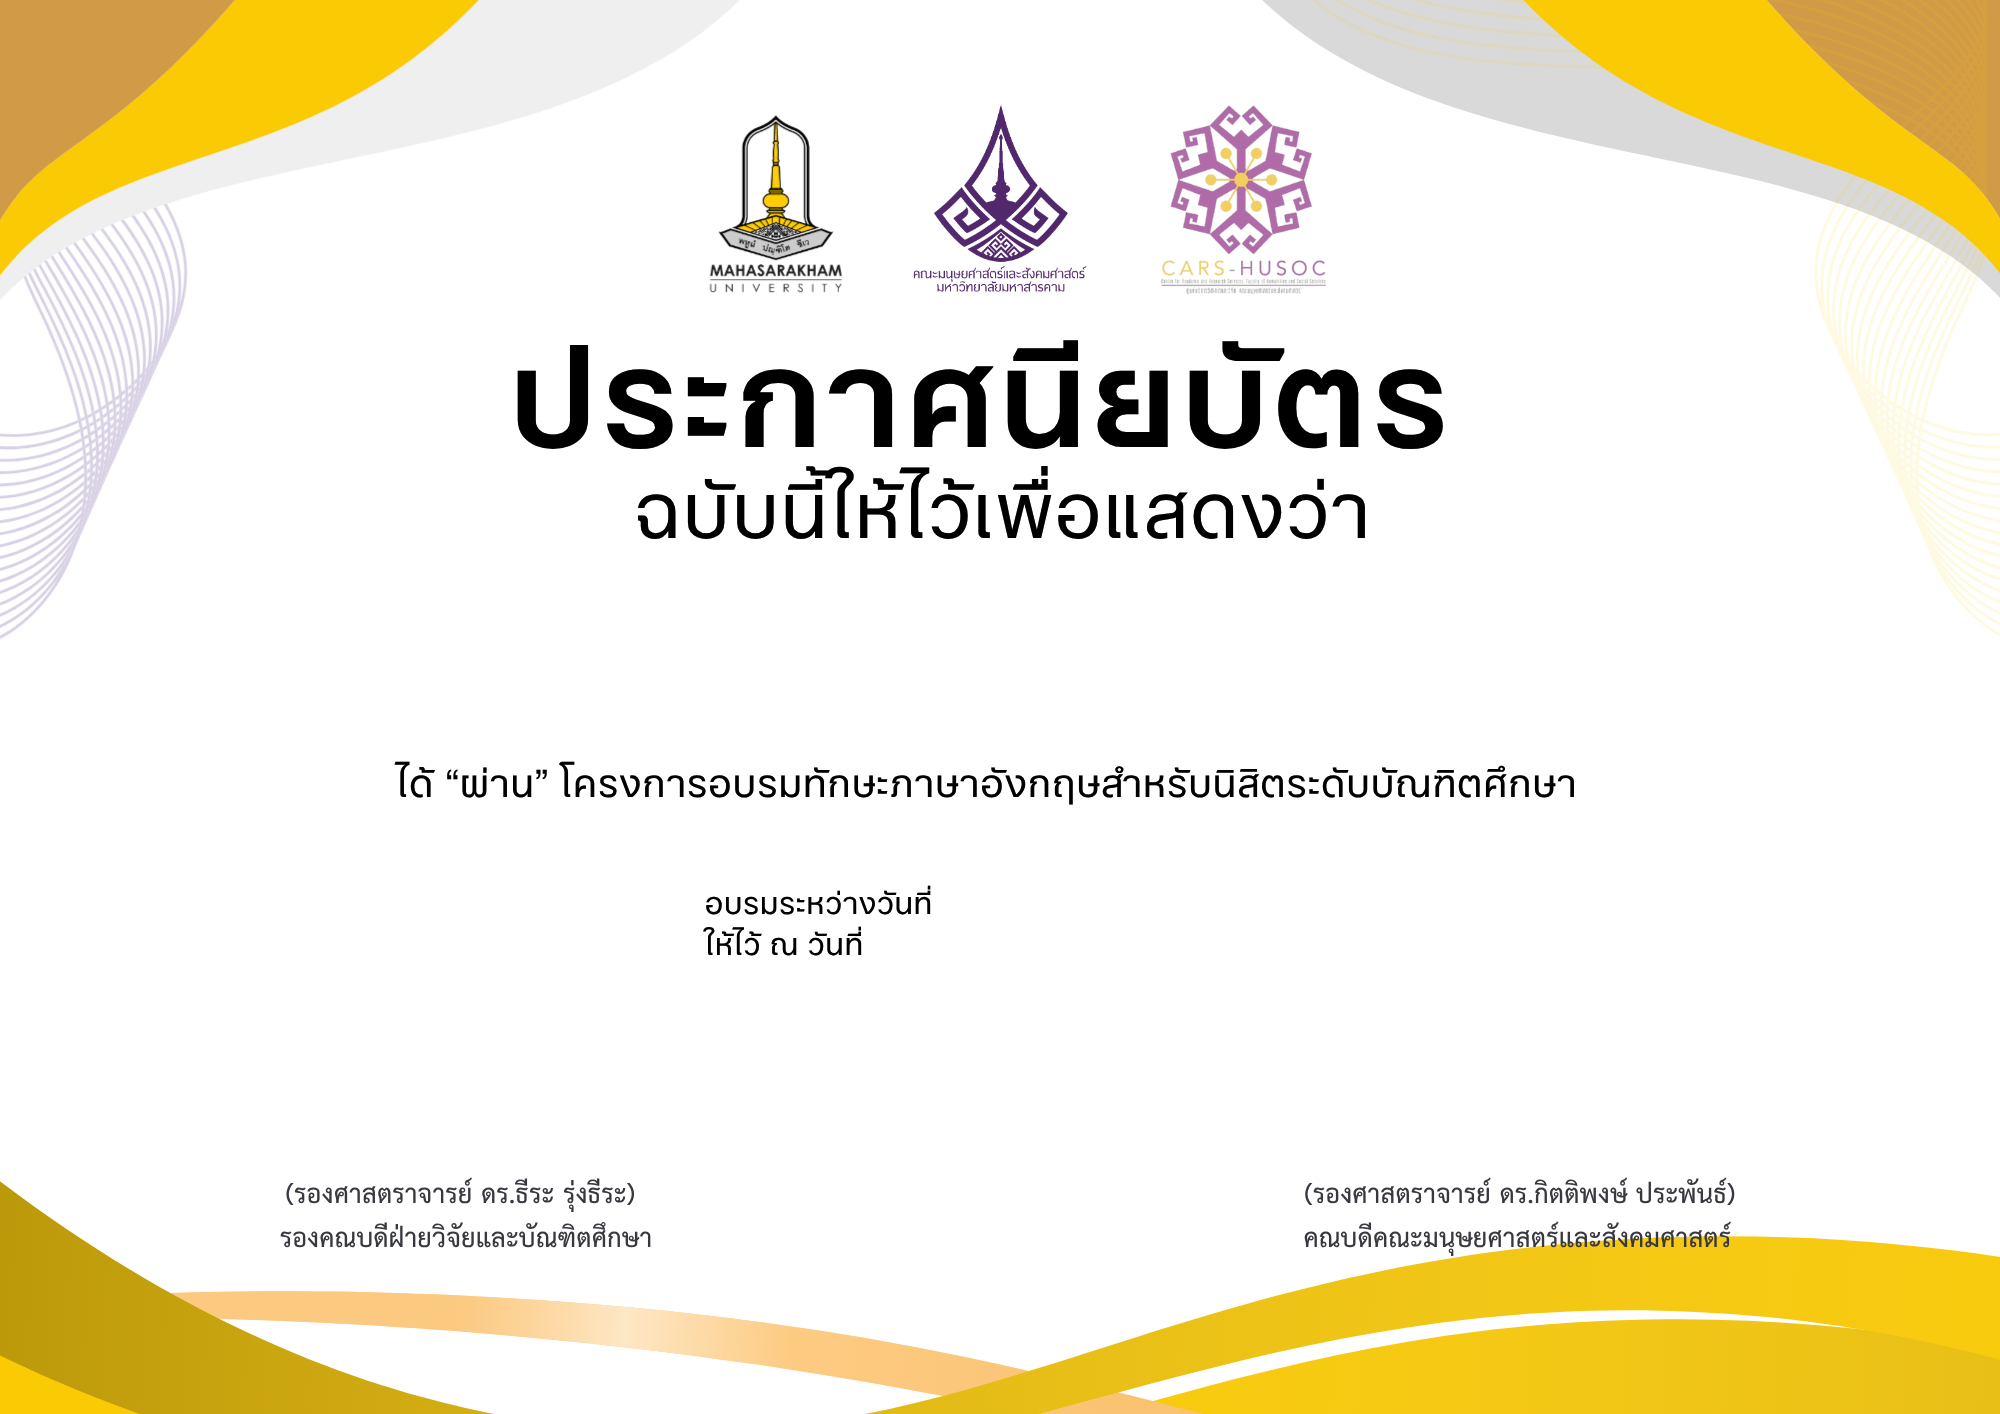 พหูนํ ปณฺฑิโต ชีเว
MAHASARAKHAM
UNIVERSITY
คณะมนุษยศาสตร์และสังคมศาสตร์
มหาวิทยาลัยมหาสารคาม
CARS-HUSOC
ประกาศนียบัตร
ฉบับนี้ให้ไว้เพื่อแสดงว่า
ได้ “ผ่าน” โครงการอบรมทักษะภาษาอังกฤษสำหรับนิสิตระดับบัณฑิตศึกษา
อบรมระหว่างวันที่
ให้ไว้ ณ วันที่
(รองศาสตราจารย์ ดร.ธีระ รุ่งธีระ)
รองคณบดีฝ่ายวิจัยและบัณฑิตศึกษา
(รองศาสตราจารย์ ดร.กิตติพงษ์ ประพันธ์)
คณบดีคณะมนุษยศาสตร์และสังคมศาสตร์